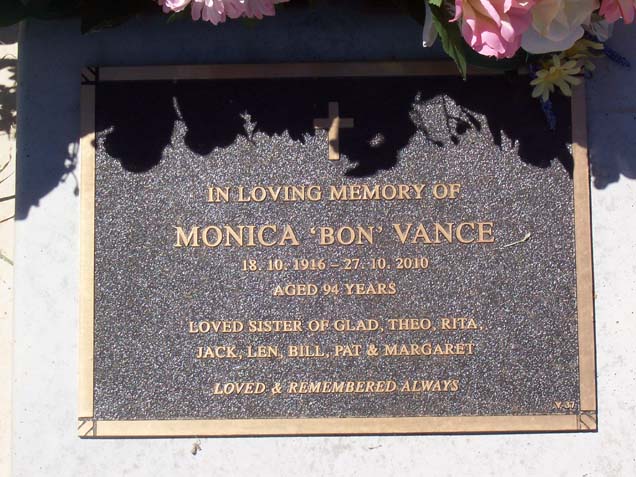 IN LOVING MEMORY OF
MONICA 'BON' VANCE
18. 10. 1916 – 27. 10. 2010
AGED 94 YEARS
LOVED SISTER OF GLAD, THEO, RITA,
JACK, LEN, BILL, PAT & MARGARET
LOVED & REMEMBERED ALWAYS